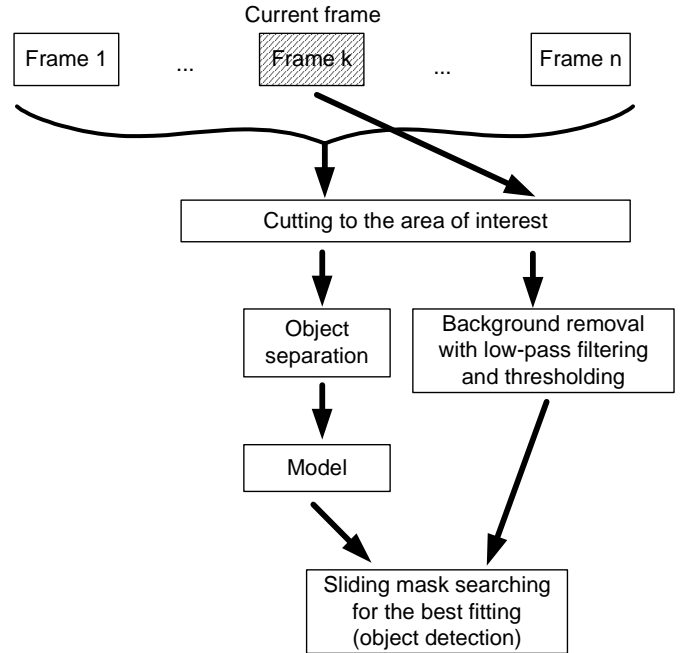 Current frame
Frame 1
...
Frame k
...
Frame n
Cutting to the area of interest
Object
separation
Background removal
with low-pass filtering
and thresholding
Model
Sliding mask searching
for the best fitting
(object detection)